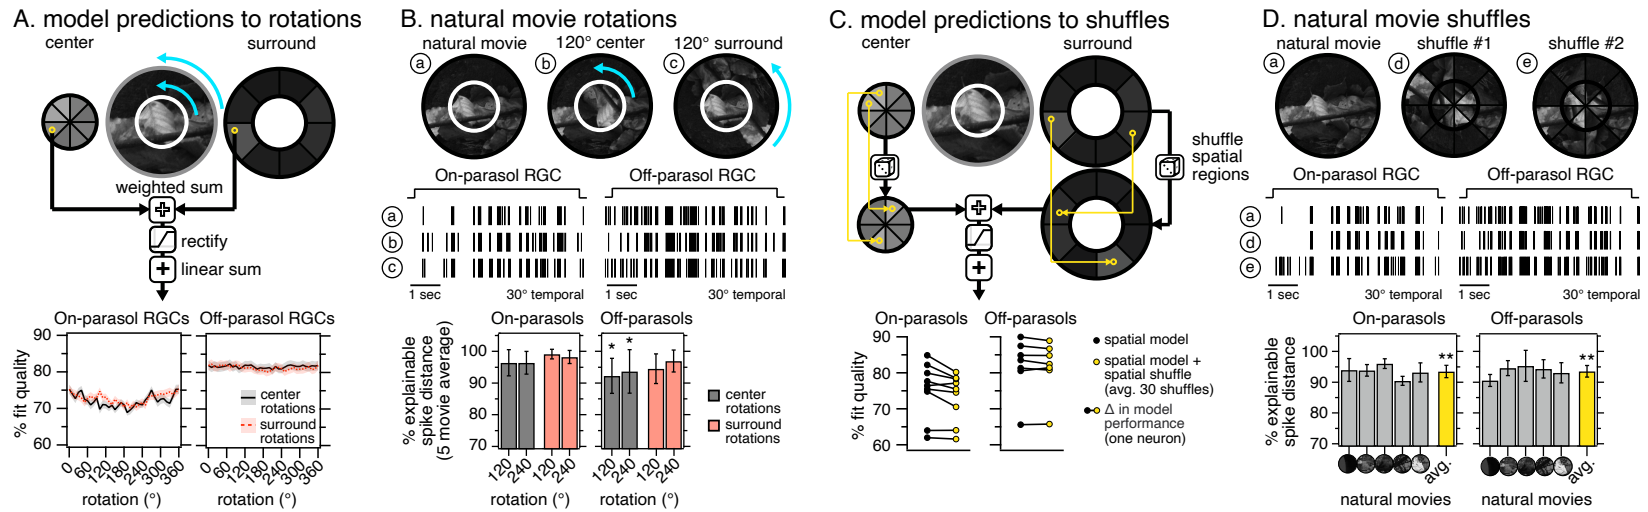 A. model predictions to rotations
center
surround
weighted sum
rectify
linear sum
On-parasol RGCs
Off-parasol RGCs
% fit quality
90
80
70
60
center
rotations
surround
rotations
0 60 120 180 240 300 360
0 60 120 180 240 300 360
rotation (°)
rotation (°)
B. natural movie rotations
natural movie
120° center
120° surround
a
b
c
On-parasol RGC
Off-parasol RGC
a
b
c
1 sec
30° temporal
1 sec
30° temporal
On-parasols
Off-parasols
% explainable
spike distance
(5 movie average)
100
90
80
70
* *
center
rotations
surround
rotations
120 240 120 240
120 240 120 240
rotation (°)
rotation (°)
C. model predictions to shuffles
center
surround
shuffle
spatial
regions
On-parasols
Off-parasols
% fit quality
90
80
70
60
spatial model
spatial model +
spatial shuffle
(avg. 30 shuffles)
Δ in model
performance
(one neuron)
D. natural movie shuffles
natural movie
shuffle #1
shuffle #2
a
d
e
On-parasol RGC
Off-parasol RGC
a
d
e
1 sec
30° temporal
1 sec
30° temporal
On-parasols
Off-parasols
% explainable
spike distance
100
90
80
70
**
**
avg.
avg.
natural movies
natural movies